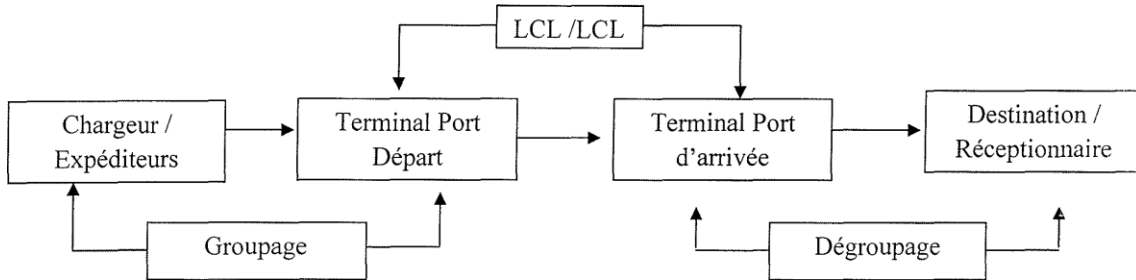 LCL /LCL
Chargeur /
Expéditeurs
Terminal Port
Départ
Terminal Port
d'arrivée
Destination /
Réceptionnaire
Groupage
Dégroupage